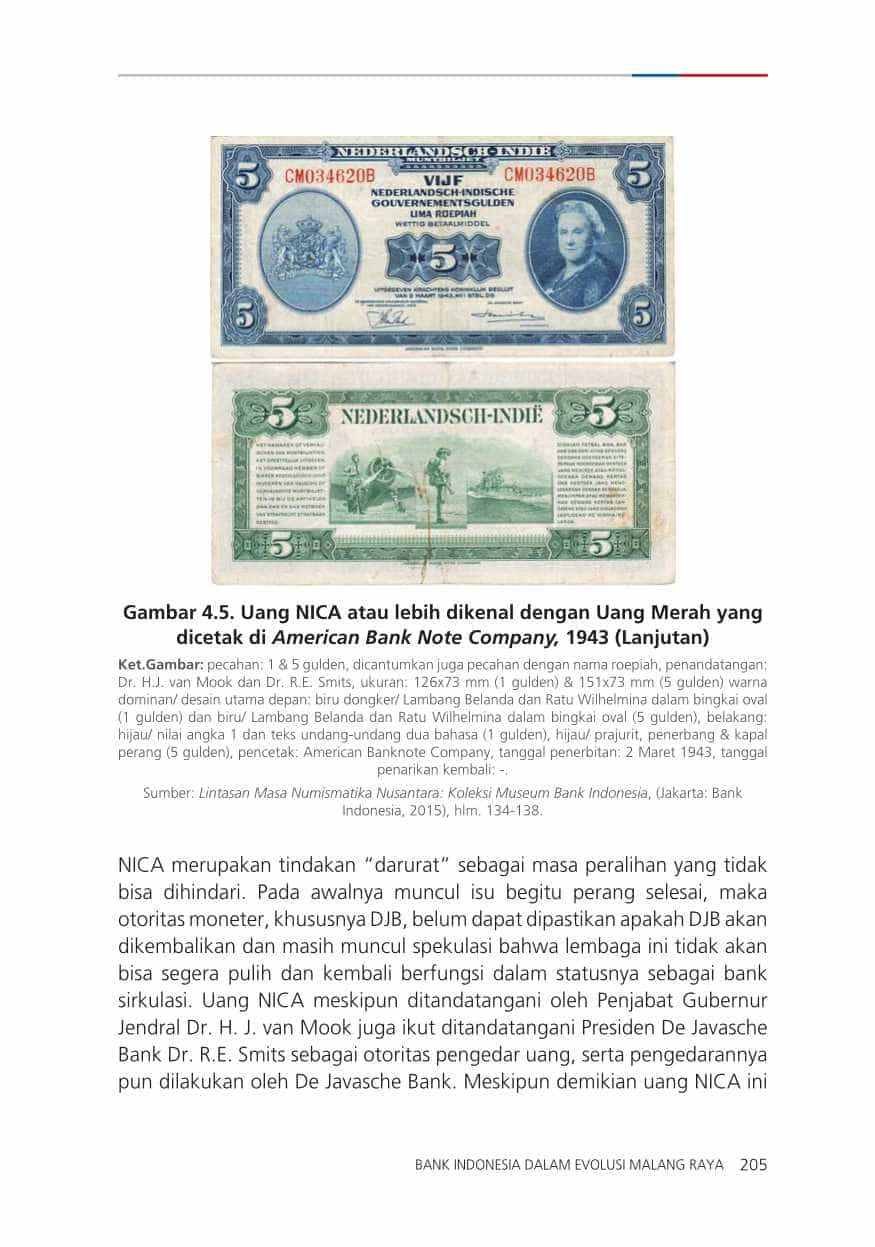 NEDERLANDSCH-INDIË
MUNTBILJET
5
5
CM034620B
CM034620B
VIJF
NEDERLANDSCH-INDISCHE
GOUVERNEMENTSGULDEN
LIMA ROEPIAH
WETTIG BETAALMIDDEL
5
UITGEGEVEN KRACHTENS KONINKLIJK BESLUIT
5
5
AMERICAN BANK NOTE COMPANY
5
NEDERLANDSCH-INDIË
5
5
5
Gambar 4.5. Uang NICA atau lebih dikenal dengan Uang Merah yang
dicetak di American Bank Note Company, 1943 (Lanjutan)
Ket.Gambar: pecahan: 1 & 5 gulden, dicantumkan juga pecahan dengan nama roepiah, penandatangan:
Dr. H.J. van Mook dan Dr. R.E. Smits, ukuran: 126x73 mm (1 gulden) & 151x73 mm (5 gulden) warna
dominan/ desain utama depan: biru dongker/ Lambang Belanda dan Ratu Wilhelmina dalam bingkai oval
(1 gulden) dan biru/ Lambang Belanda dan Ratu Wilhelmina dalam bingkai oval (5 gulden), belakang:
hijau/ nilai angka 1 dan teks undang-undang dua bahasa (1 gulden), hijau/ prajurit, penerbang & kapal
perang (5 gulden), pencetak: American Banknote Company, tanggal penerbitan: 2 Maret 1943, tanggal
penarikan kembali: -.
Sumber: Lintasan Masa Numismatika Nusantara: Koleksi Museum Bank Indonesia, (Jakarta: Bank
Indonesia, 2015), hlm. 134-138.
NICA merupakan tindakan “darurat” sebagai masa peralihan yang tidak
bisa dihindari. Pada awalnya muncul isu begitu perang selesai, maka
otoritas moneter, khususnya DJB, belum dapat dipastikan apakah DJB akan
dikembalikan dan masih muncul spekulasi bahwa lembaga ini tidak akan
bisa segera pulih dan kembali berfungsi dalam statusnya sebagai bank
sirkulasi. Uang NICA meskipun ditandatangani oleh Penjabat Gubernur
Jendral Dr. H. J. van Mook juga ikut ditandatangani Presiden De Javasche
Bank Dr. R.E. Smits sebagai otoritas pengedar uang, serta pengedarannya
pun dilakukan oleh De Javasche Bank. Meskipun demikian uang NICA ini
BANK INDONESIA DALAM EVOLUSI MALANG RAYA 205